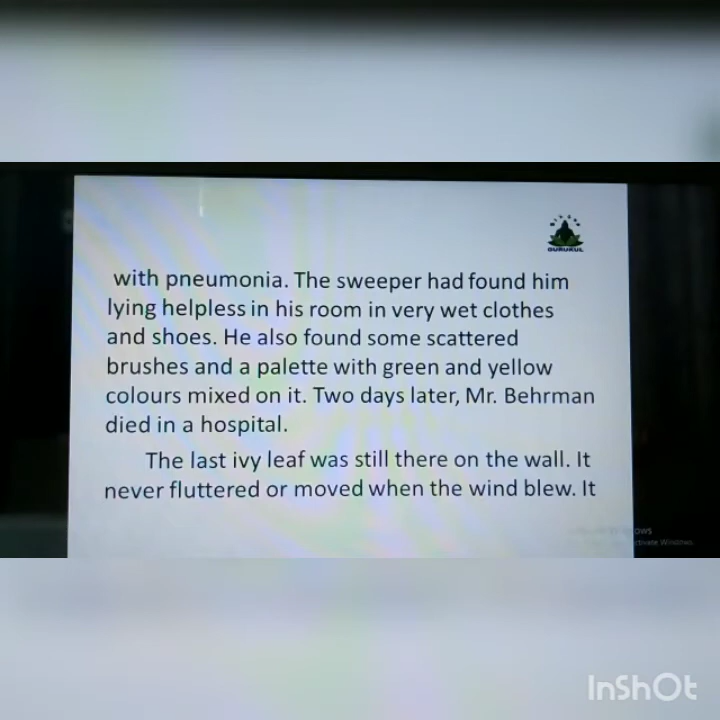 GURUKUL
with pneumonia. The sweeper had found him
lying helpless in his room in very wet clothes
and shoes. He also found some scattered
brushes and a palette with green and yellow
colours mixed on it. Two days later, Mr. Behrman
died in a hospital.
The last ivy leaf was still there on the wall. It
never fluttered or moved when the wind blew. It
InShOt